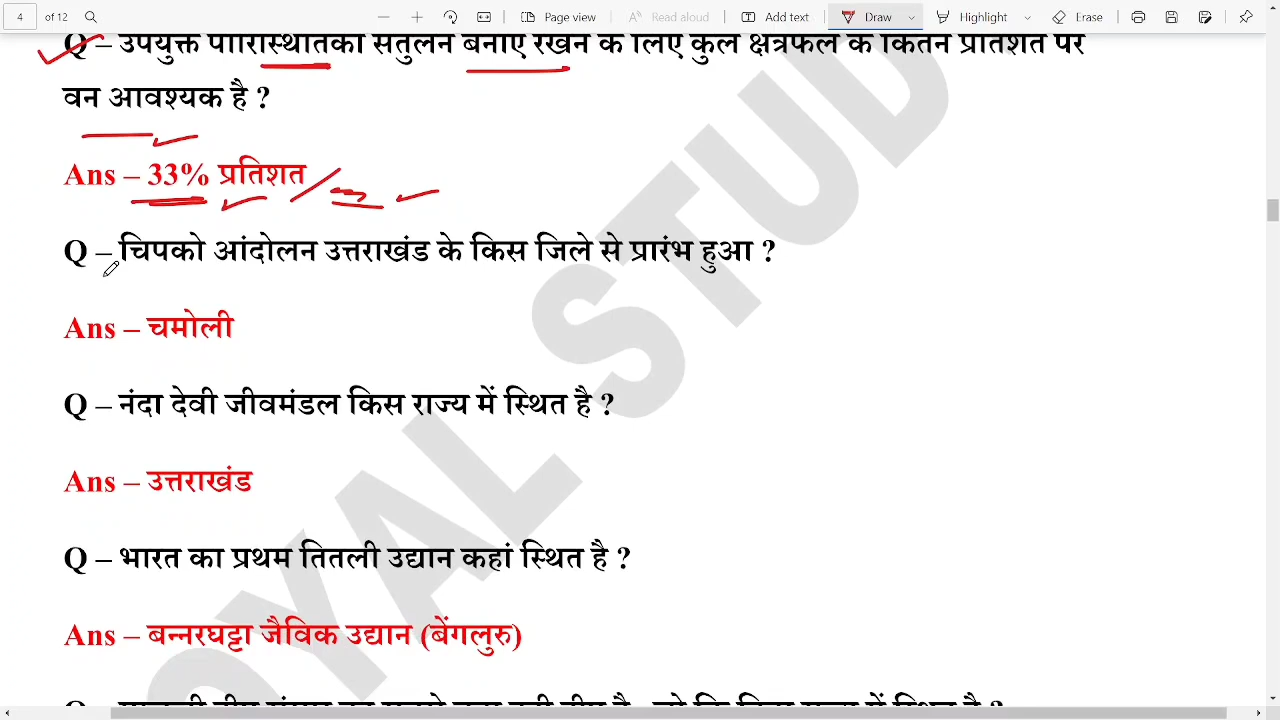 4 of 12 Page view Read aloud Add text Draw Highlight Erase
Q – उपयुक्त पारिस्थितिकी संतुलन बनाए रखने के लिए कुल क्षेत्रफल के कितने प्रतिशत पर
वन आवश्यक है ?
Ans – 33% प्रतिशत
Q – चिपको आंदोलन उत्तराखंड के किस जिले से प्रारंभ हुआ ?
Ans – चमोली
Q – नंदा देवी जीवमंडल किस राज्य में स्थित है ?
Ans – उत्तराखंड
Q – भारत का प्रथम तितली उद्यान कहां स्थित है ?
Ans – बन्नरघट्टा जैविक उद्यान (बेंगलुरु)
OYAL STUD